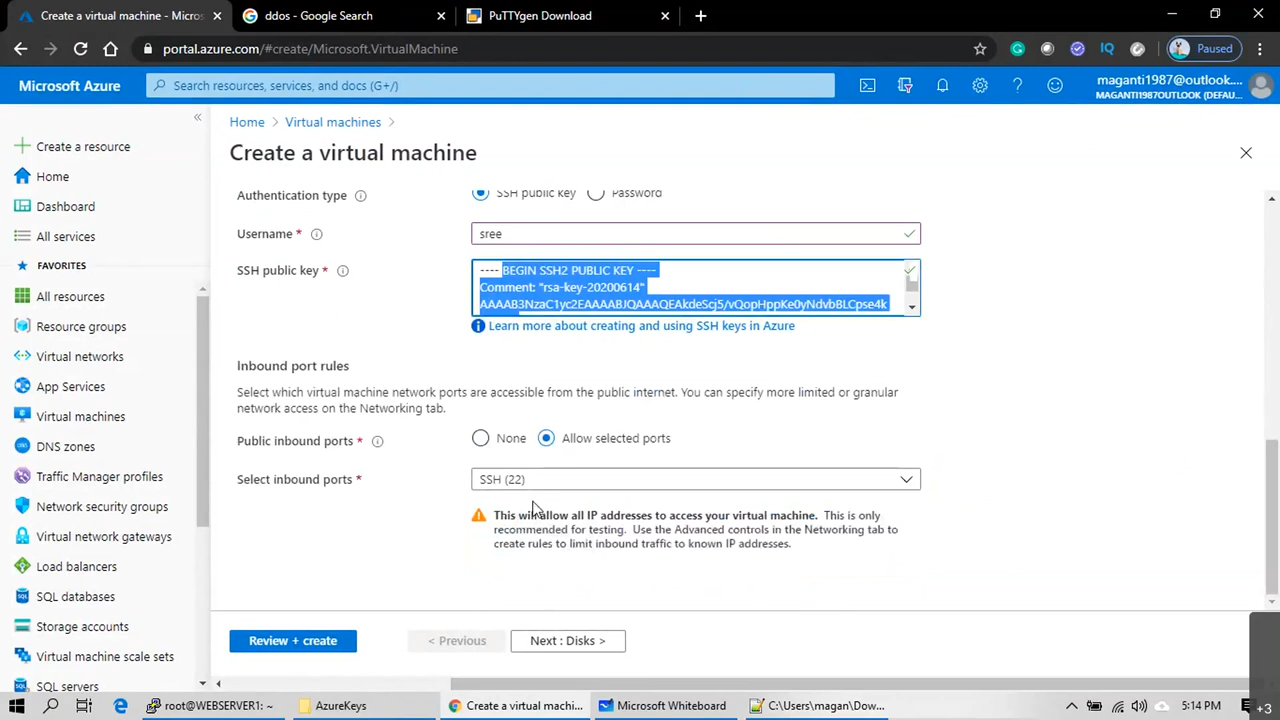 Create a virtual machine - Micros
ddos - Google Search
PuTTYgen Download
portal.azure.com/#create/Microsoft.VirtualMachine
IQ
Paused
Microsoft Azure
Search resources, services, and docs (G+/)
maganti1987@outlook....
MAGANTI1987OUTLOOK (DEFAU...
Create a resource
Home
Dashboard
All services
FAVORITES
All resources
Resource groups
Virtual networks
App Services
Virtual machines
DNS zones
Traffic Manager profiles
Network security groups
Virtual network gateways
Load balancers
SQL databases
Storage accounts
Virtual machine scale sets
SQL servers
Home > Virtual machines >
Create a virtual machine
Authentication type
SSH public key
Password
Username *
sree
SSH public key *
---- BEGIN SSH2 PUBLIC KEY ----
Comment: "rsa-key-20200614"
AAAAB3NzaC1yc2EAAAABJQAAAQEAkdeScj5/vQopHppKe0yNdvbBLCpse4k
Learn more about creating and using SSH keys in Azure
Inbound port rules
Select which virtual machine network ports are accessible from the public internet. You can specify more limited or granular
network access on the Networking tab.
Public inbound ports *
None
Allow selected ports
Select inbound ports *
SSH (22)
This will allow all IP addresses to access your virtual machine. This is only
recommended for testing. Use the Advanced controls in the Networking tab to
create rules to limit inbound traffic to known IP addresses.
Review + create
< Previous
Next : Disks >
root@WEBSERVER1: ~
AzureKeys
Create a virtual machi...
Microsoft Whiteboard
C:\Users\magan\Dow...
5:14 PM
+3